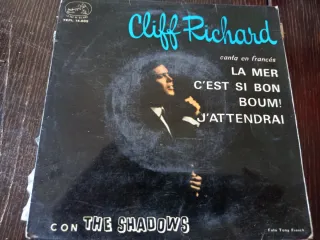 Cliff Richard
canta en francés
LA MER
C'EST SI BON
BOUM!
J'ATTENDRAI
CON THE SHADOWS